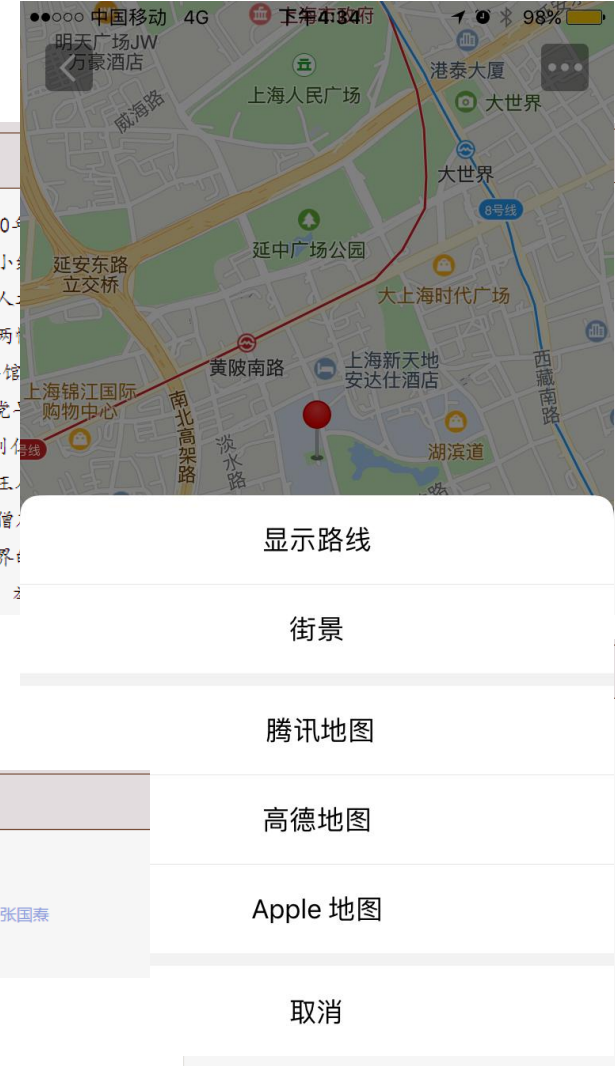 中国移动 4G 下午4:34 98%
明天广场JW
万豪酒店
港泰大厦
上海人民广场
大世界
威海路
大世界
8号线
延中广场公园
延安东路
立交桥
大上海时代广场
黄陂南路
上海新天地
安达仕酒店
西藏南路
上海锦江国际
购物中心
南北高架路
淡水路
湖滨道
号线
显示路线
街景
腾讯地图
高德地图
Apple 地图
张国焘
取消